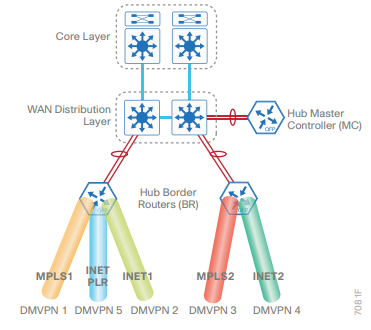 Core Layer
WAN Distribution
Layer
Hub Master
Controller (MC)
QFP
Hub Border
Routers (BR)
MPLS1
INET
PLR
INET1
MPLS2
INET2
DMVPN 1
DMVPN 5
DMVPN 2
DMVPN 3
DMVPN 4
7081F